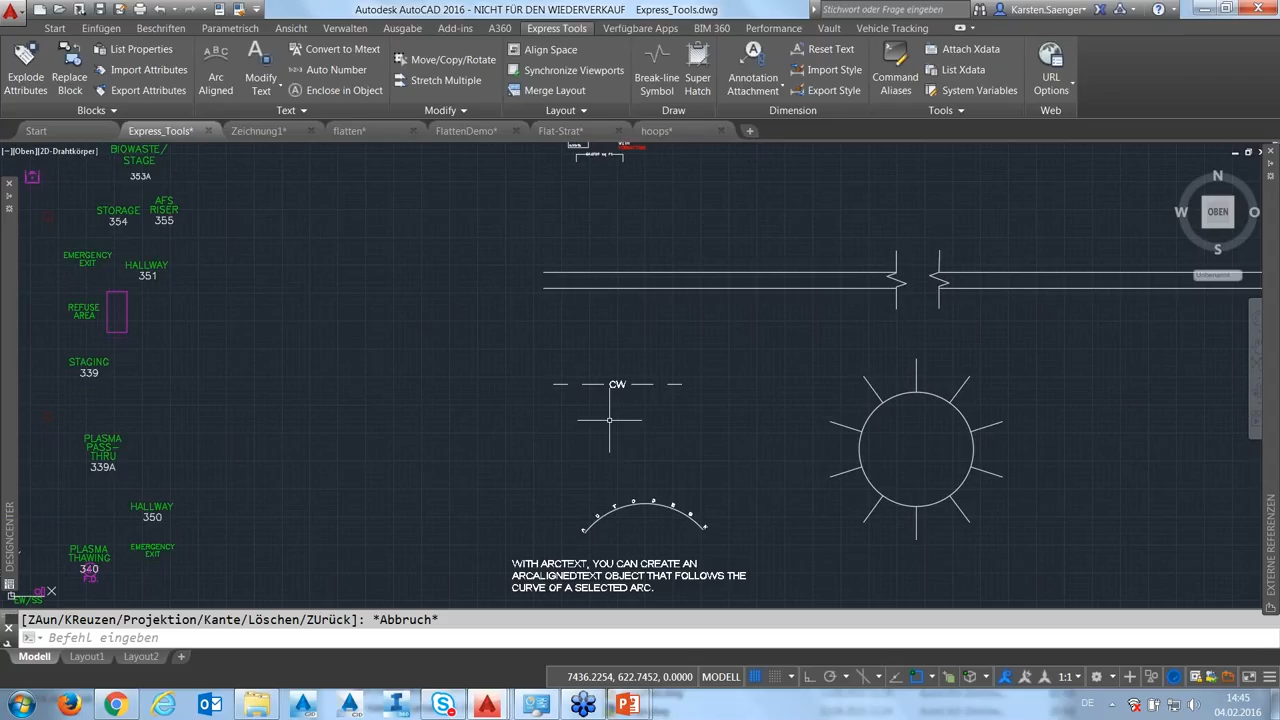 Autodesk AutoCAD 2016 - NICHT FÜR DEN WIEDERVERKAUF Express_Tools.dwg
Stichwort oder Frage eingeben
Karsten.Saenger
Start Einfügen Beschriften Parametrisch Ansicht Verwalten Ausgabe Add-ins A360 Express Tools Verfügbare Apps BIM 360 Performance Vault Vehicle Tracking
Explode Attributes
Replace Block
List Properties
Import Attributes
Export Attributes
Arc Aligned
Modify Text
Convert to Mtext
Auto Number
Enclose in Object
Move/Copy/Rotate
Stretch Multiple
Align Space
Synchronize Viewports
Merge Layout
Break-line Symbol
Super Hatch
Annotation Attachment
Reset Text
Import Style
Export Style
Command Aliases
Attach Xdata
List Xdata
System Variables
URL Options
Blocks Text Modify Layout Draw Dimension Tools Web
Start Express_Tools* Zeichnung1* flatten* FlattenDemo* Flat-Strat* hoops*
[−][Oben][2D-Drahtkörper]
BIOWASTE/
STAGE
353A
STORAGE
354
AFS
RISER
355
EMERGENCY
EXIT
HALLWAY
351
REFUSE
AREA
STAGING
339
PLASMA
PASS-
THRU
339A
HALLWAY
350
PLASMA
THAWING
340
EMERGENCY
EXIT
N
W OBEN O
S
Unbenannt
CW
WITH ARCTEXT, YOU CAN CREATE AN
ARCALIGNEDTEXT OBJECT THAT FOLLOWS THE
CURVE OF A SELECTED ARC.
DESIGNCENTER
EXTERNE REFERENZEN
CW/SS
[ZAun/KReuzen/Projektion/Kante/Löschen/ZUrück]: *Abbruch*
Befehl eingeben
Modell Layout1 Layout2
7436.2254, 622.7452, 0.0000 MODELL 1:1
DE
14:45
04.02.2016